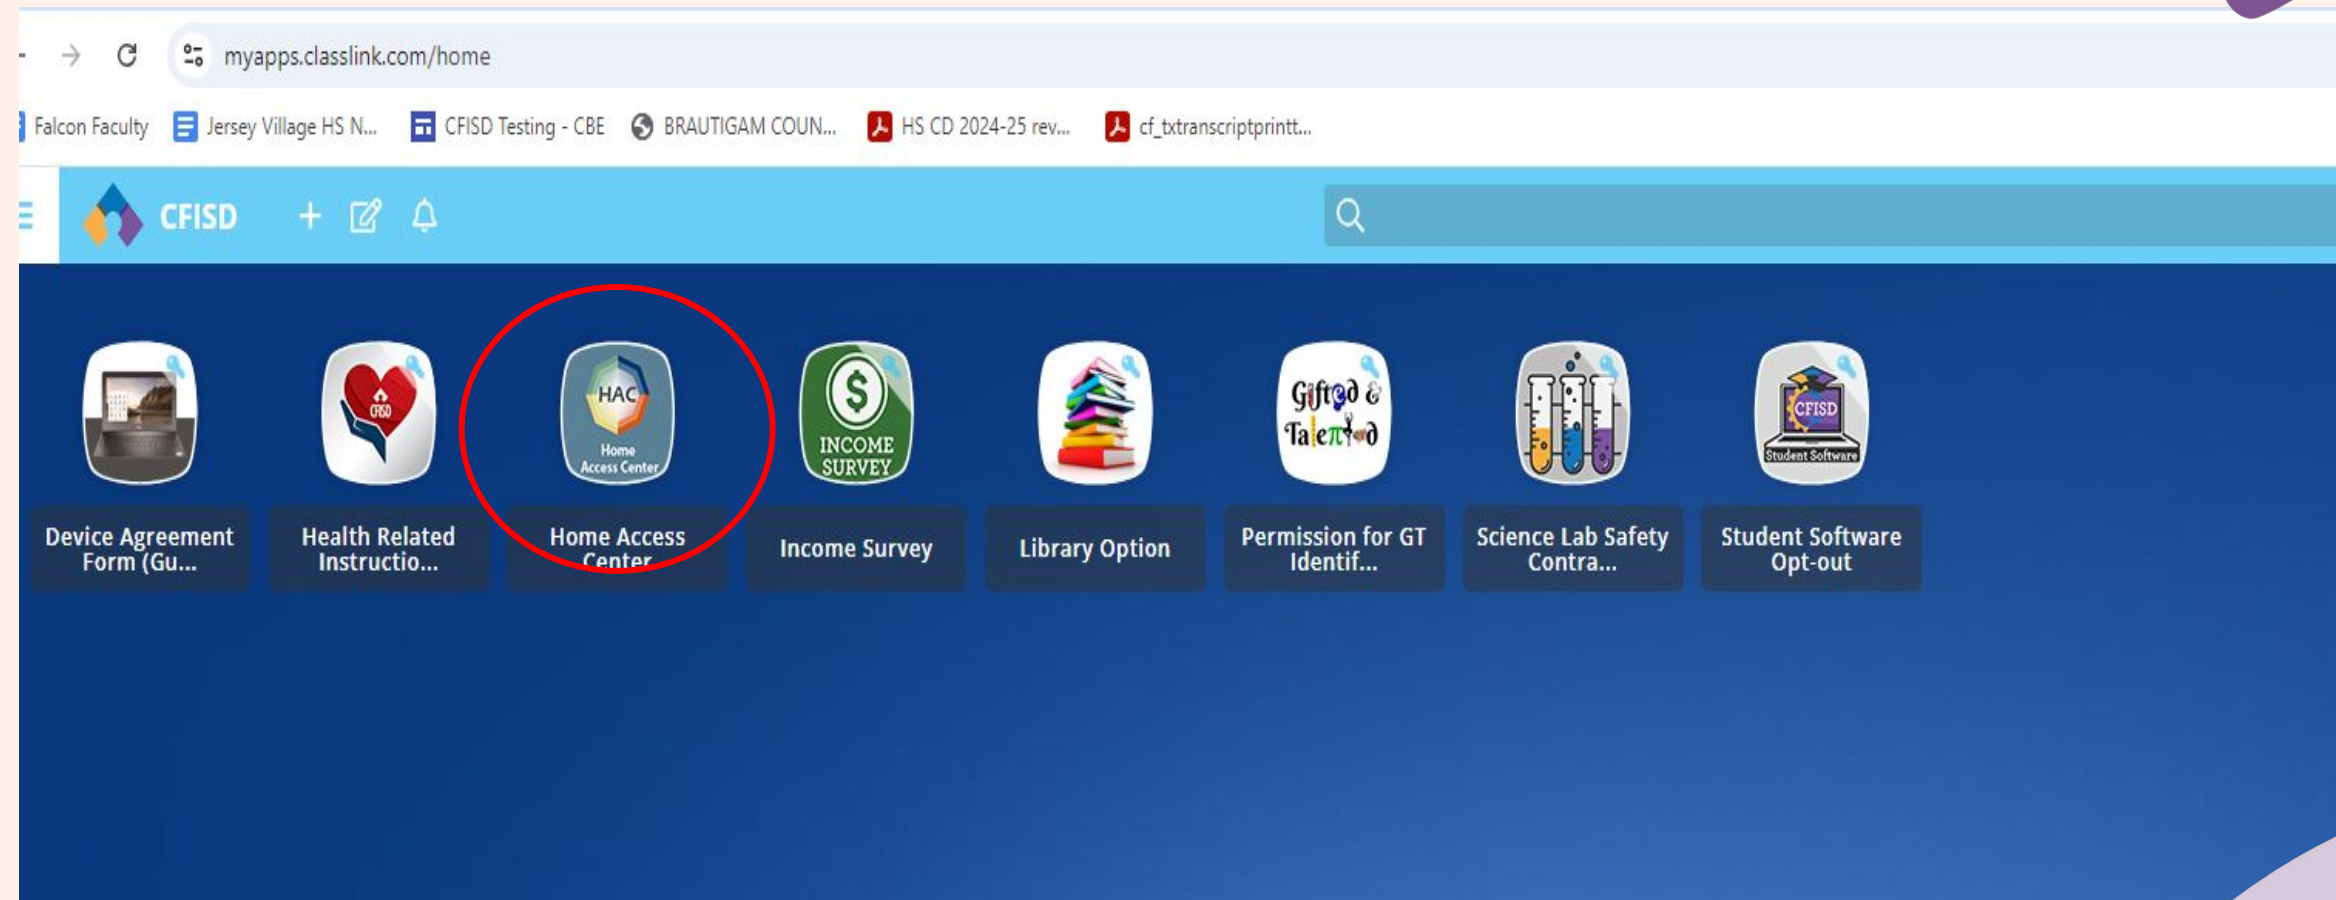 myapps.classlink.com/home
Falcon Faculty
Jersey Village HS N...
CFISD Testing - CBE
BRAUTIGAM COUN...
HS CD 2024-25 rev...
cf_txtranscriptprintt...
CFISD
CFISD
HAC
Home
Access Center
$
INCOME
SURVEY
Gifted &
Talented
CFISD
Student Software
Device Agreement
Form (Gu...
Health Related
Instructio...
Home Access
Center
Income Survey
Library Option
Permission for GT
Identif...
Science Lab Safety
Contra...
Student Software
Opt-out